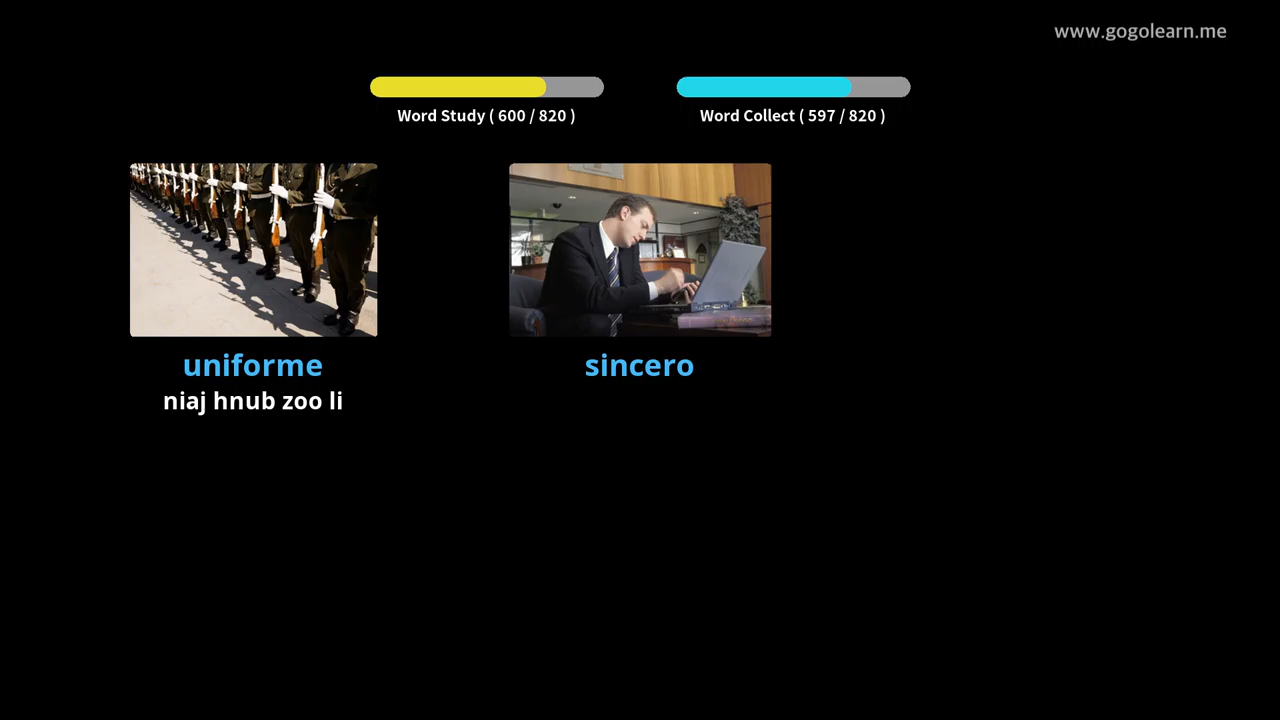 www.gogolearn.me
Word Study ( 600 / 820 )
Word Collect ( 597 / 820 )
uniforme
niaj hnub zoo li
sincero